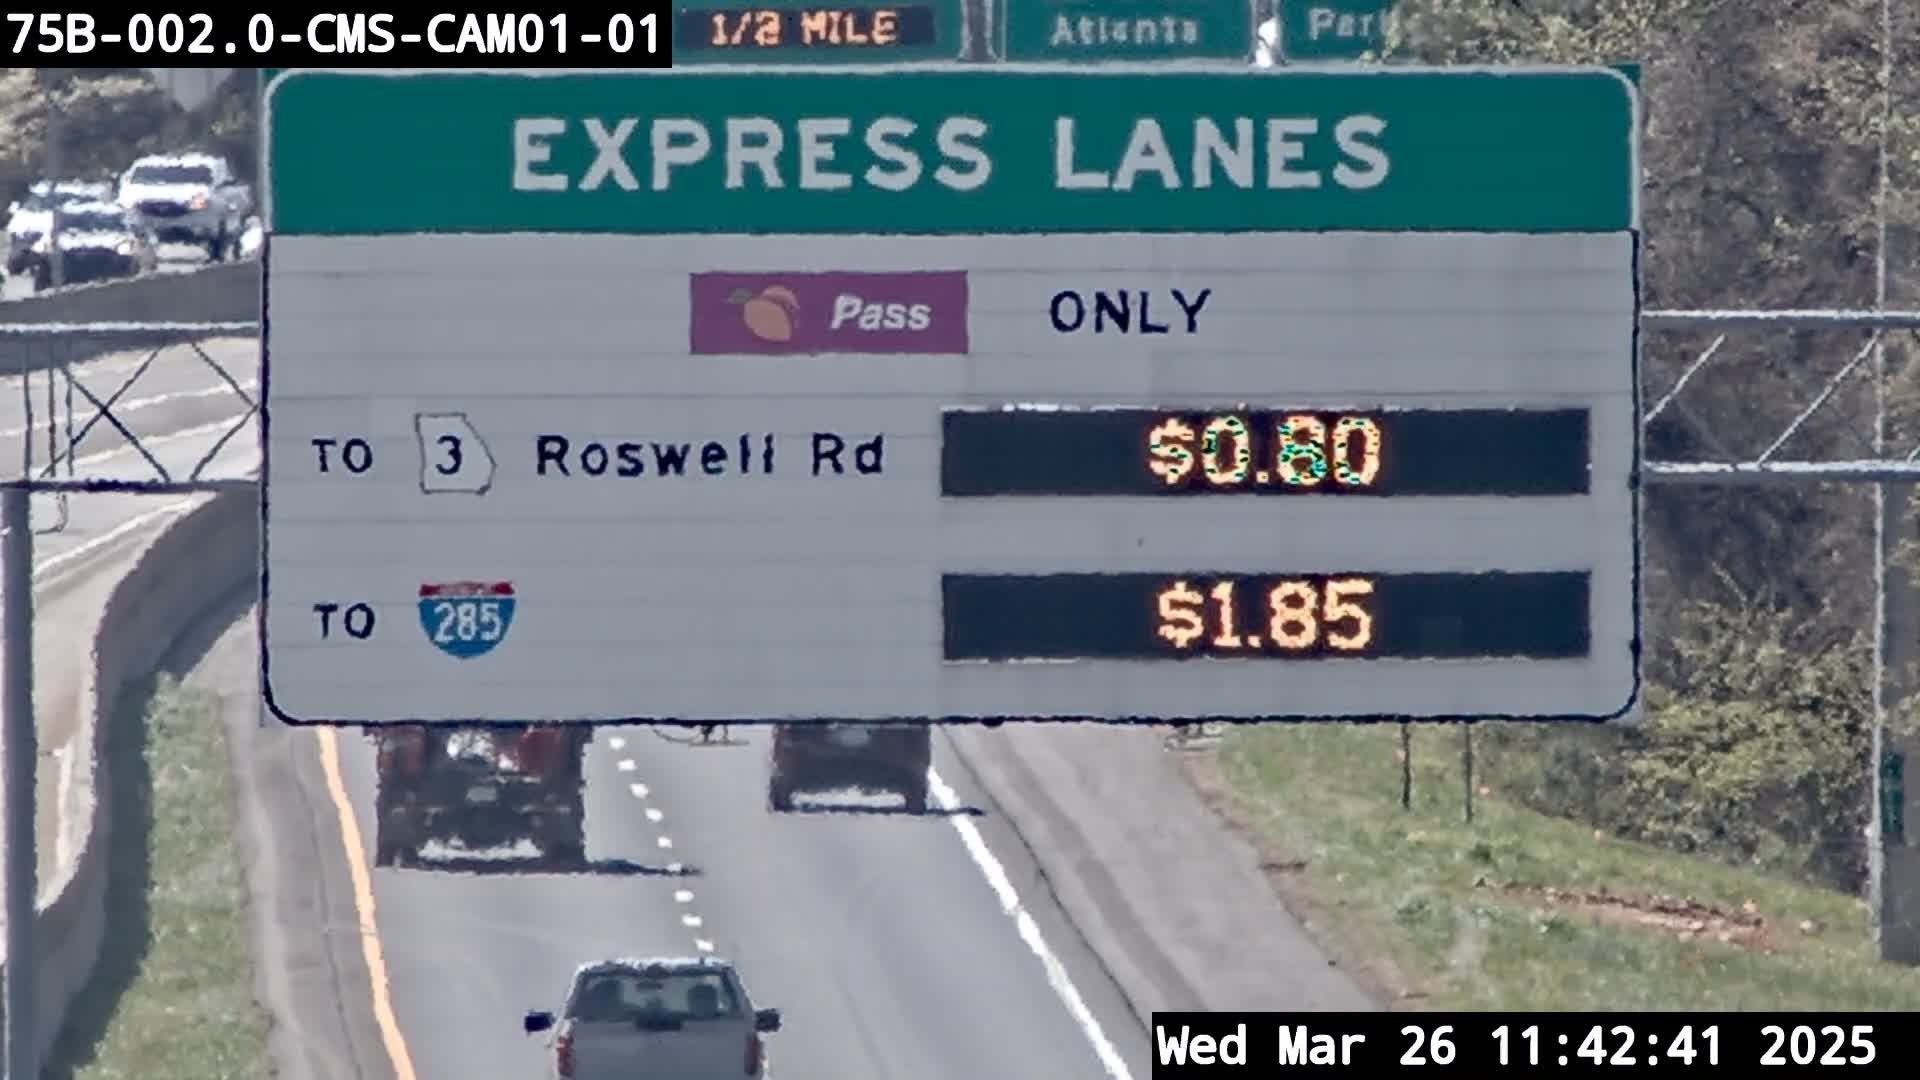 75B-002.0-CMS-CAM01-01
1/2 MILE
Atlanta
EXPRESS LANES
Pass ONLY
TO 3 Roswell Rd $0.80
TO 285 $1.85
Wed Mar 26 11:42:41 2025